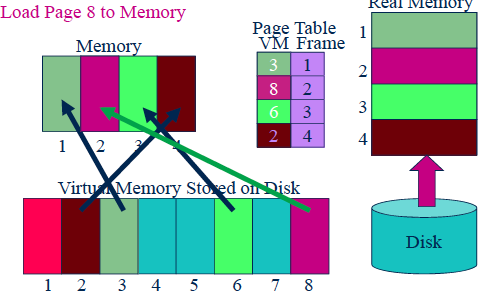 Load Page 8 to Memory
Real Memory
Memory
Page Table
VM Frame
3 1
8 2
6 3
2 4
1
2
3
4
1 2 3 4
Virtual Memory Stored on Disk
Disk
1 2 3 4 5 6 7 8